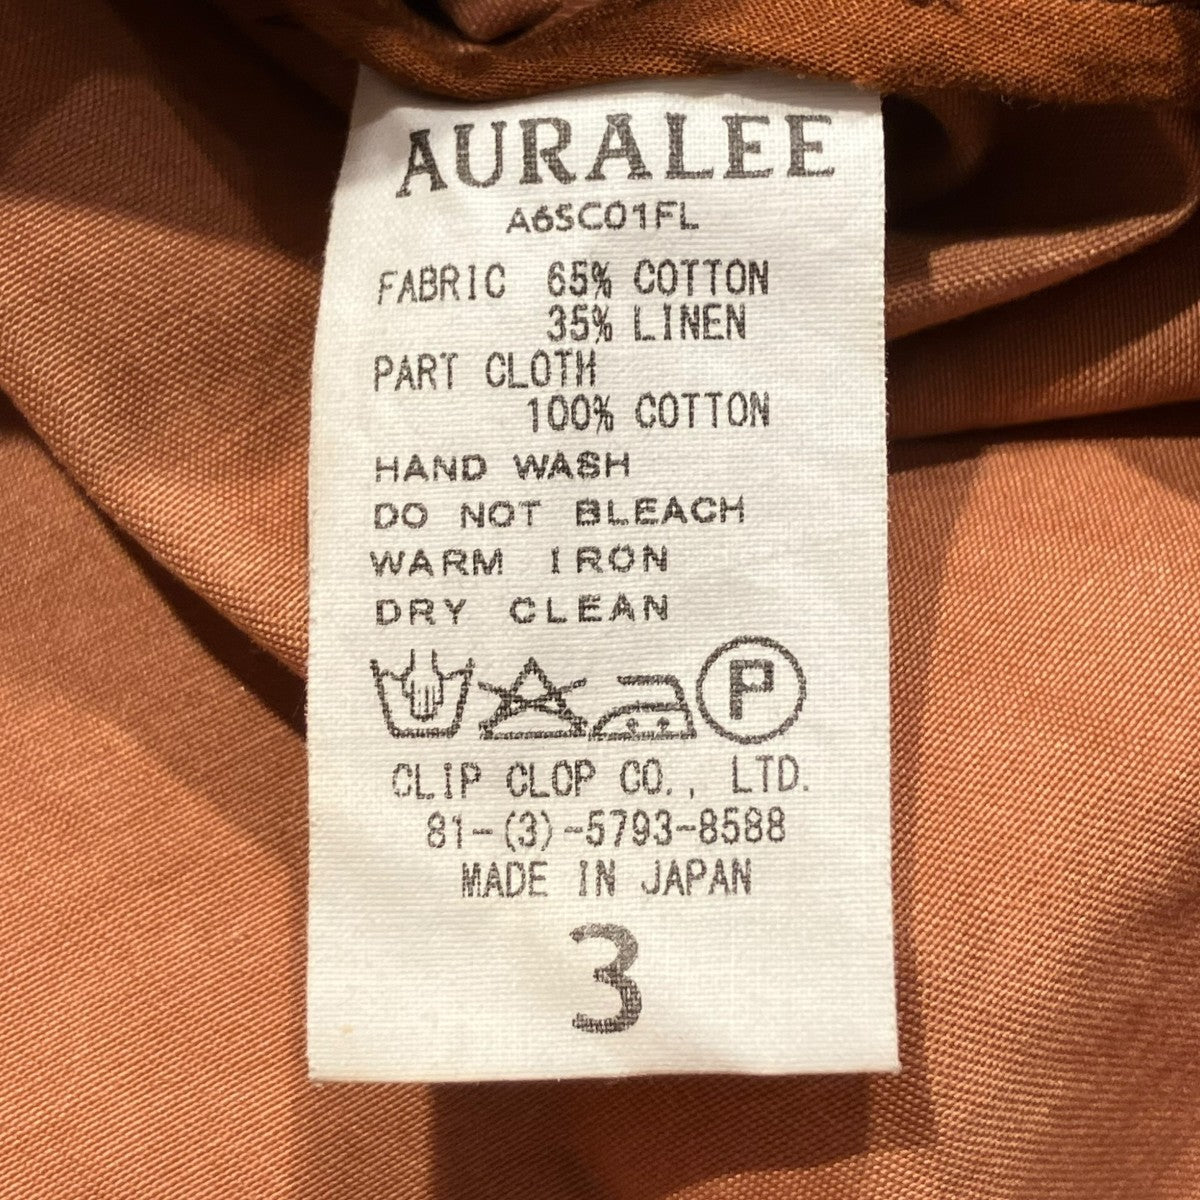 AURALEE
A6SC01FL
FABRIC 65% COTTON
35% LINEN
PART CLOTH
100% COTTON
HAND WASH
DO NOT BLEACH
WARM IRON
DRY CLEAN
P
CLIP CLOP CO., LTD.
81-(3)-5793-8588
MADE IN JAPAN
3